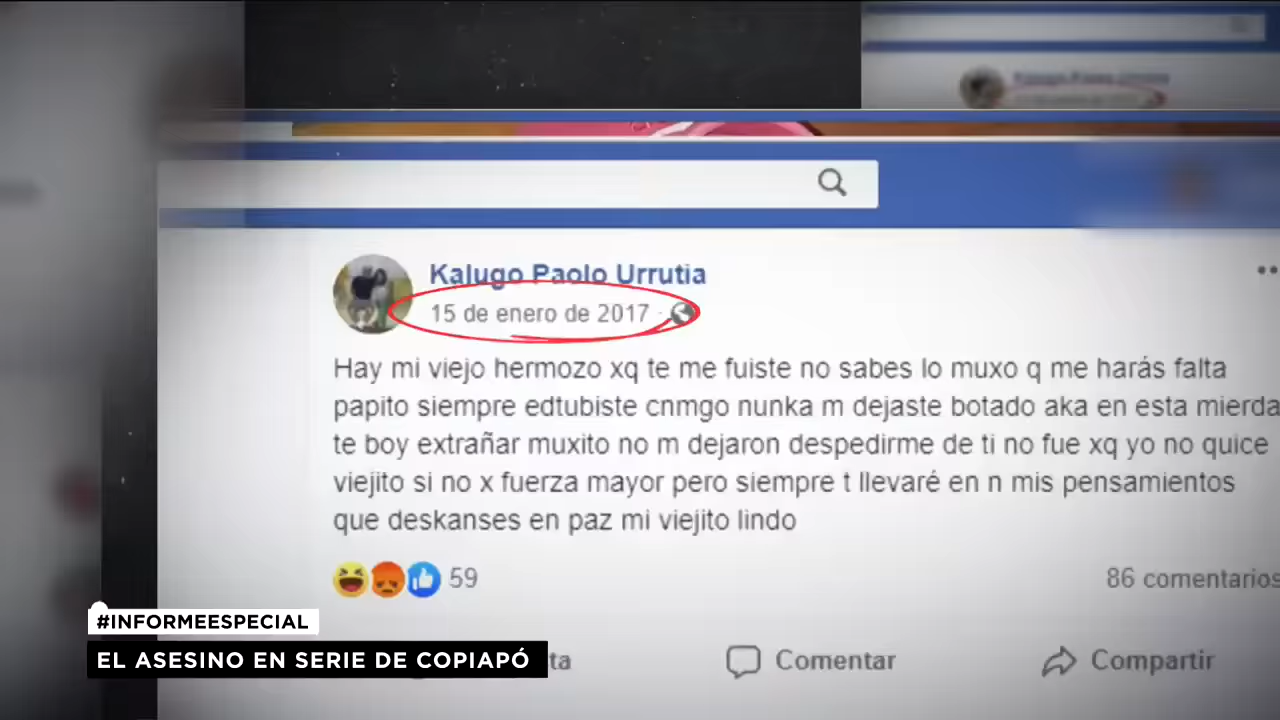 Kalugo Paolo Urrutia
15 de enero de 2017 ·
Hay mi viejo hermozo xq te me fuiste no sabes lo muxo q me harás falta
papito siempre edtubiste cnmgo nunka m dejaste botado aka en esta mierda
te boy extrañar muxito no m dejaron despedirme de ti no fue xq yo no quice
viejito si no x fuerza mayor pero siempre t llevaré en n mis pensamientos
que deskanses en paz mi viejito lindo
59
86 comentarios
ta
Comentar
Compartir
#INFORMEESPECIAL
EL ASESINO EN SERIE DE COPIAPÓ